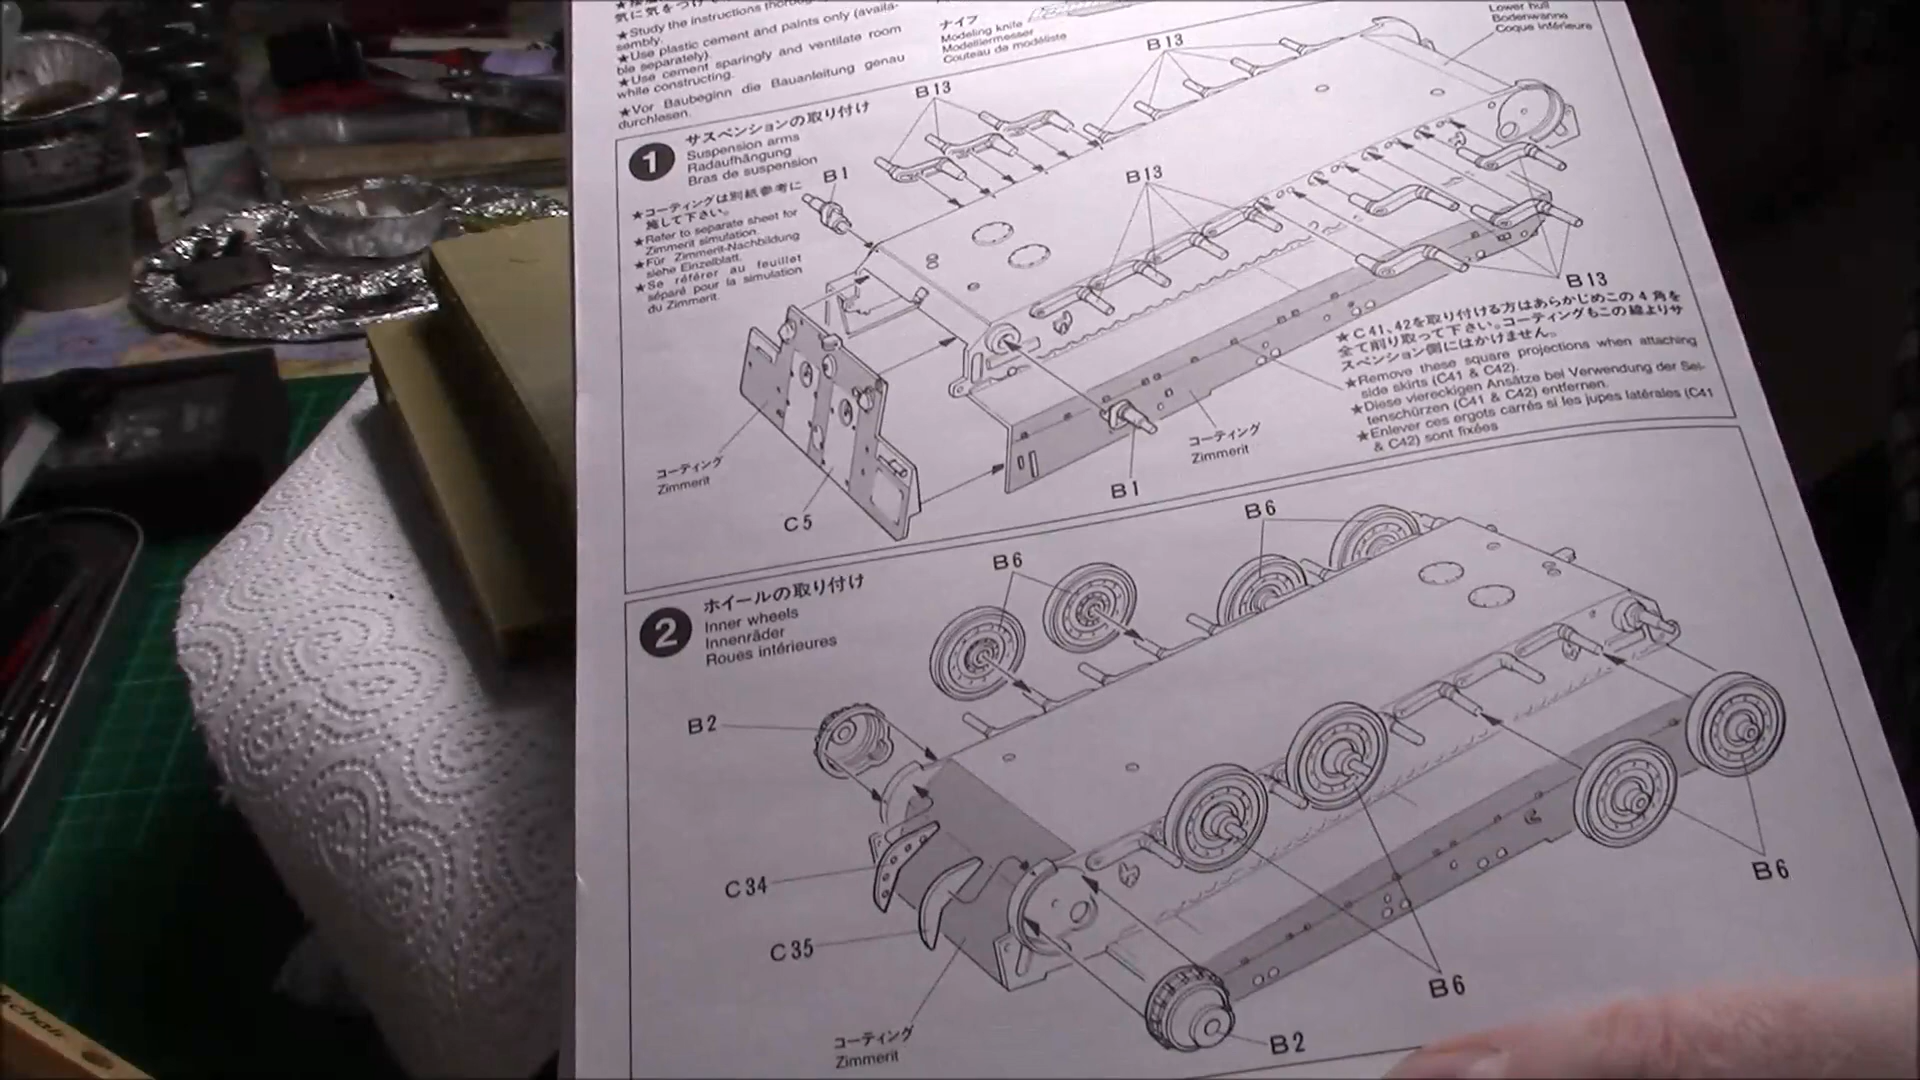 気に気をつけ
★Study the instructions
sembly.
★Use plastic cement and paints only (availa-
ble separately).
★Use cement sparingly and ventilate room
while constructing.
★Vor Baubeginn die Bauanleitung genau
durchlesen.
ナイフ
Modeling knife
Modelliermesser
Couteau de modéliste
Lower hull
Bodenwanne
Coque inférieure
1
サスペンションの取り付け
Suspension arms
Radaufhängung
Bras de suspension
★コーティングは別紙参考に
施して下さい。
★Refer to separate sheet for
Zimmerit simulation.
★Für Zimmerit-Nachbildung
siehe Einzelblatt.
★Se référer au feuillet
séparé pour la simulation
du Zimmerit.
B13
B13
B1
B13
B13
★C41、42を取り付ける方はあらかじめこの4角を
全て削り取って下さい。コーティングもこの線よりサ
スペンション側にはかけません。
★Remove these square projections when attaching
side skirts (C41 & C42).
★Diese viereckigen Ansätze bei Verwendung der Sei-
tenschürzen (C41 & C42) entfernen.
★Enlever ces ergots carrés si les jupes latérales (C41
& C42) sont fixées
コーティング
Zimmerit
コーティング
Zimmerit
C5
B1
2
ホイールの取り付け
Inner wheels
Innenräder
Roues intérieures
B6
B6
B2
C34
C35
B6
B6
B2
コーティング
Zimmerit